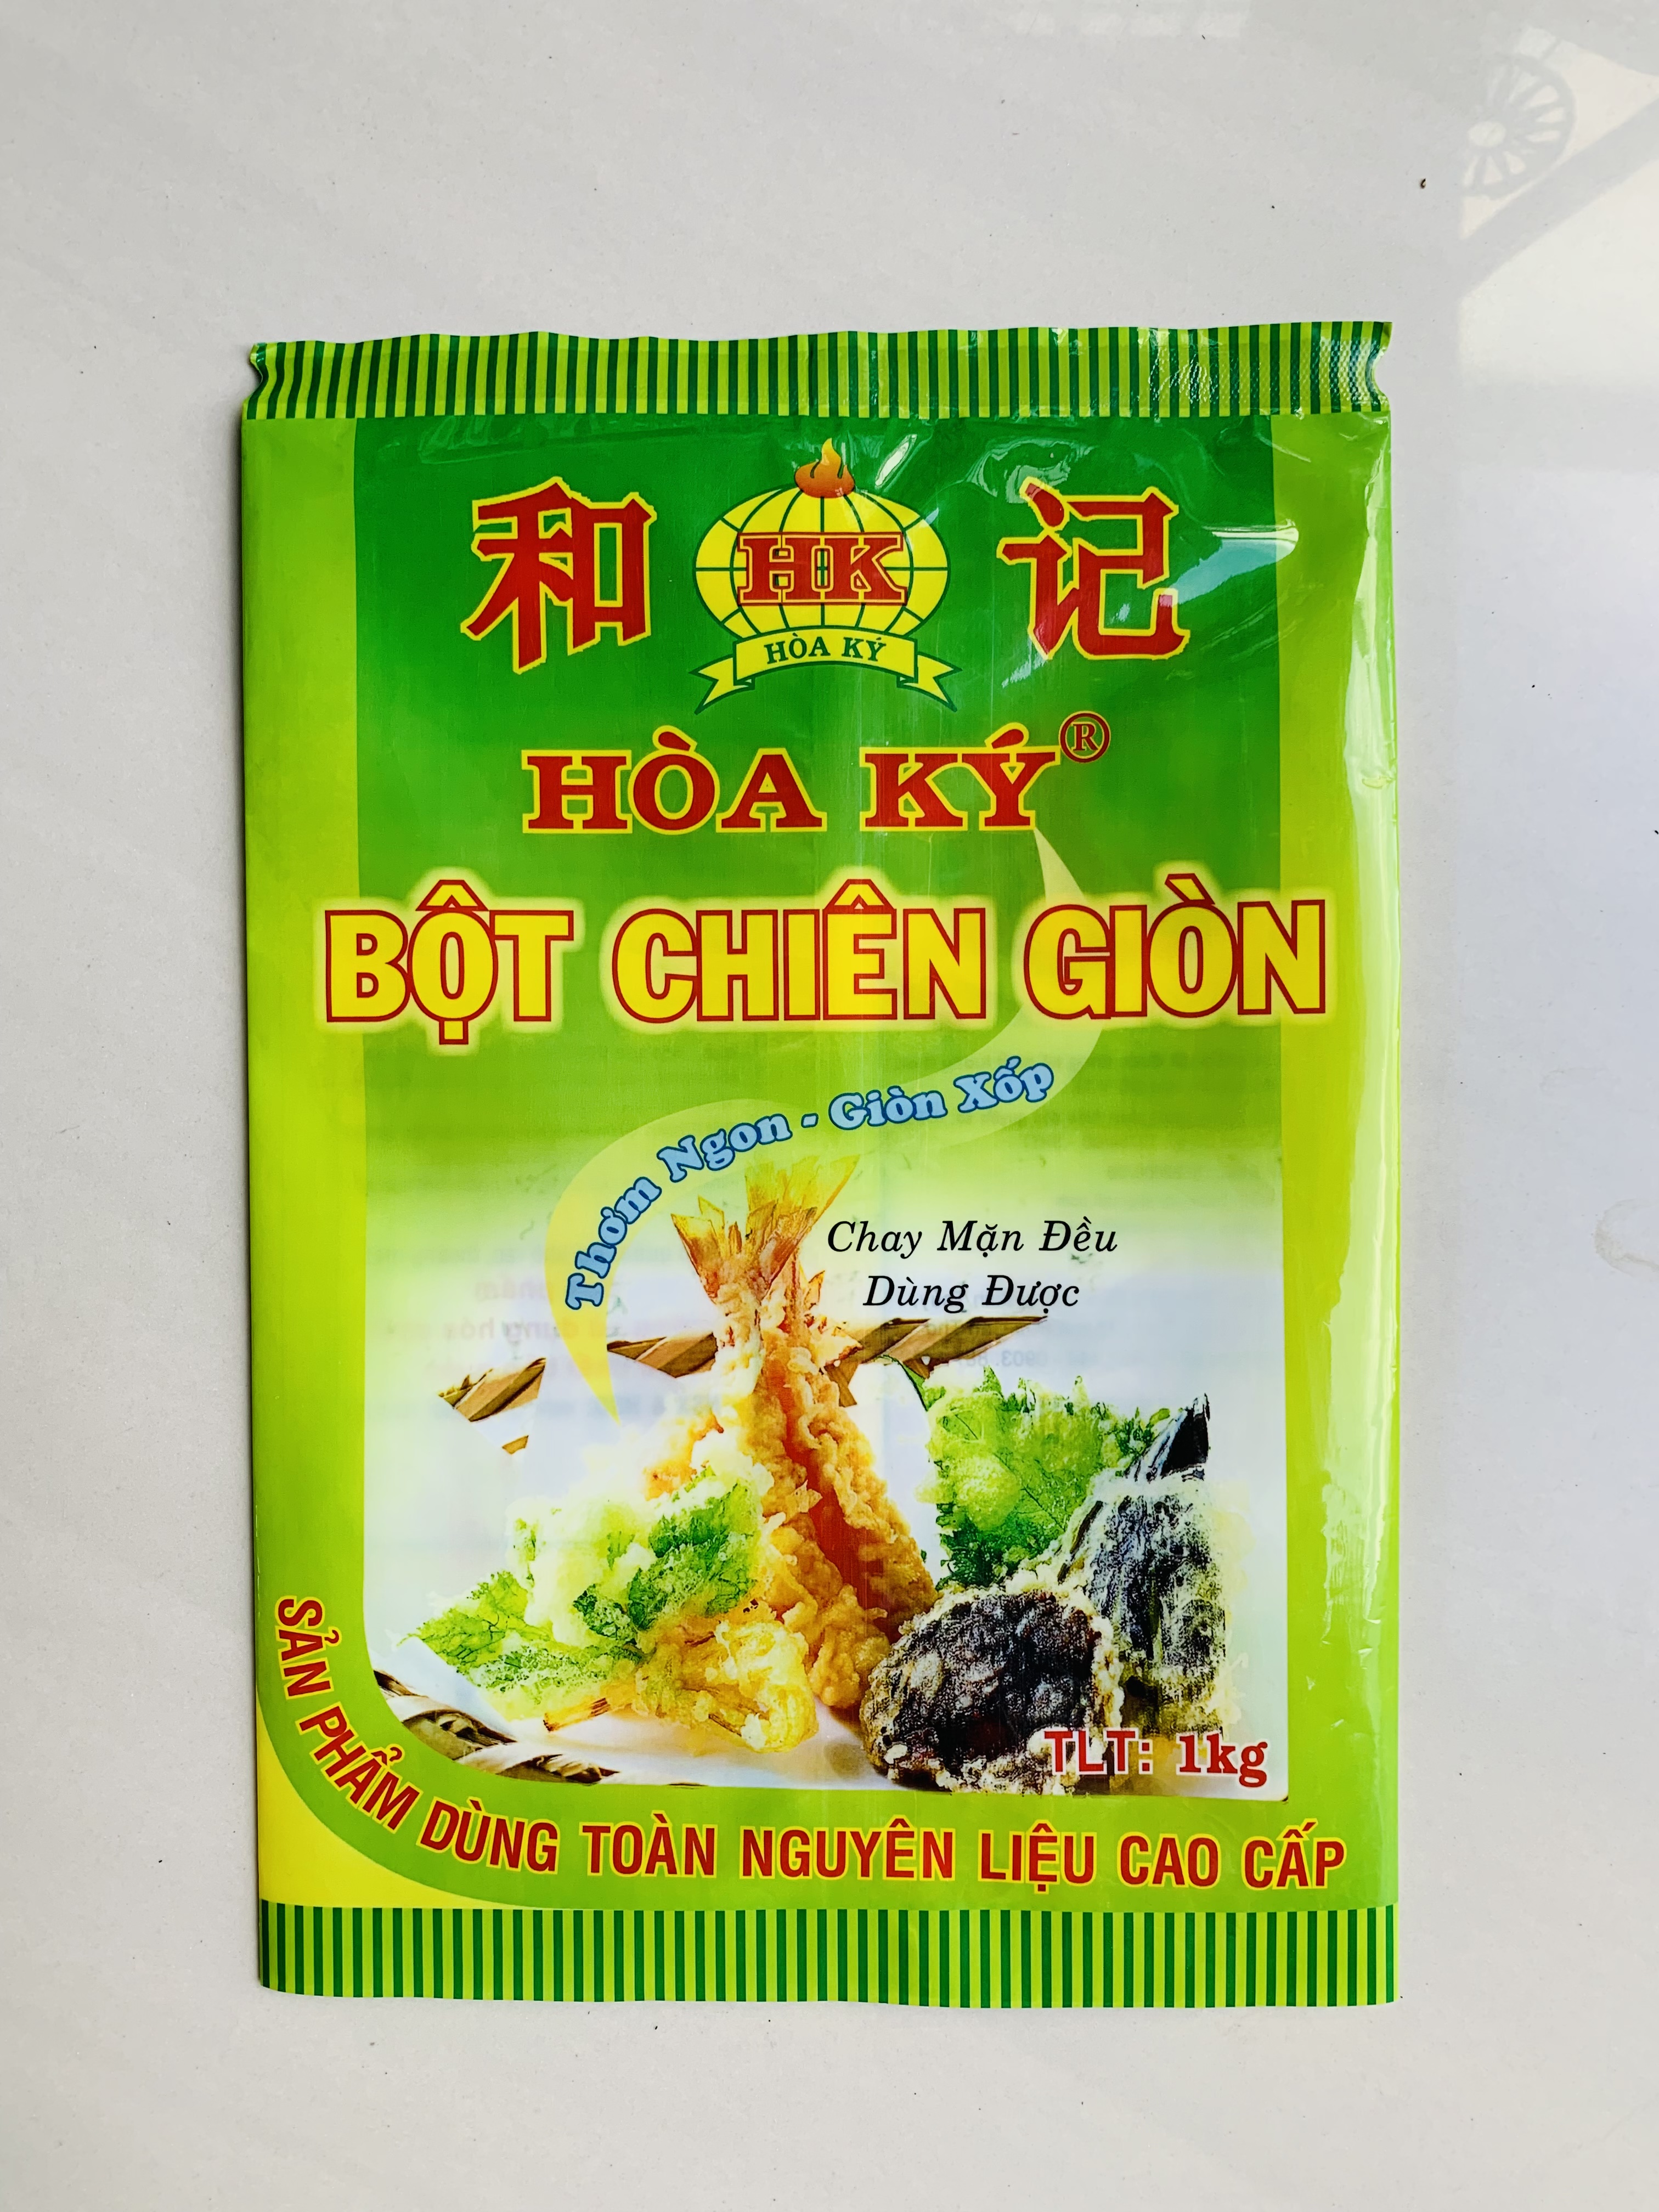 和 HK 记
HÒA KÝ
HÒA KÝ®
BỘT CHIÊN GIÒN
Thơm Ngon - Giòn Xốp
Chay Mặn Đều
Dùng Được
TLT: 1kg
SẢN PHẨM DÙNG TOÀN NGUYÊN LIỆU CAO CẤP